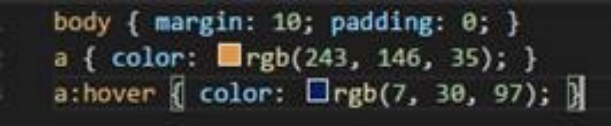 body { margin: 10; padding: 0; }
a { color: rgb(243, 146, 35); }
a:hover { color: rgb(7, 30, 97); }